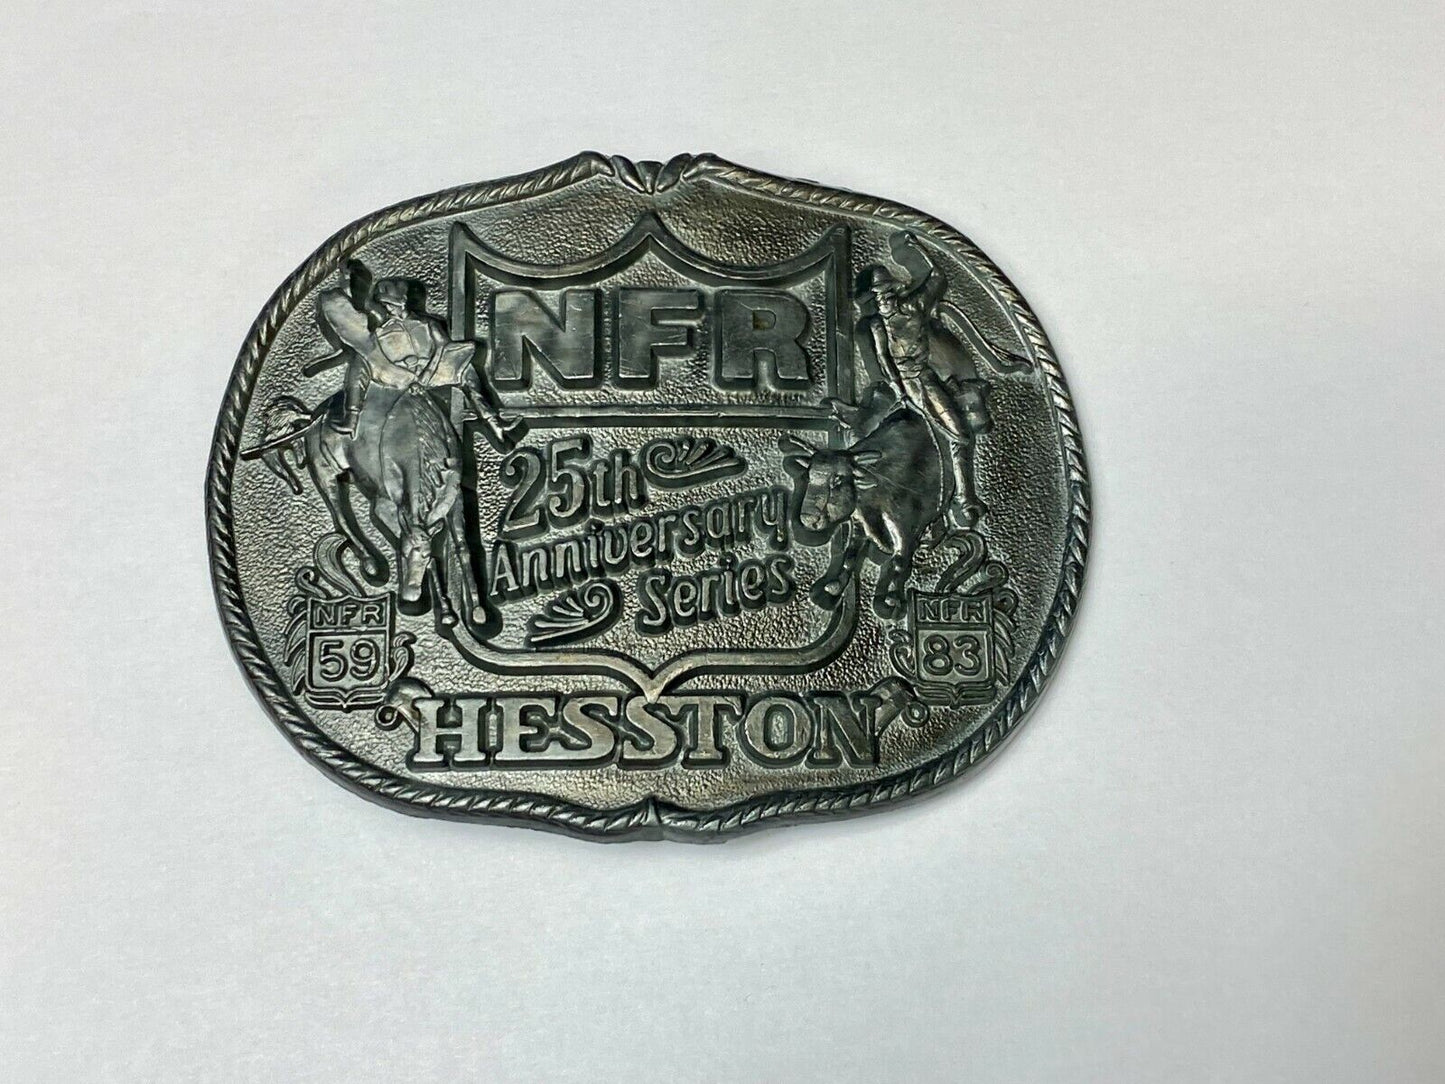 NFR
25th
Anniversary
Series
NFR
59
NFR
83
HESSTON